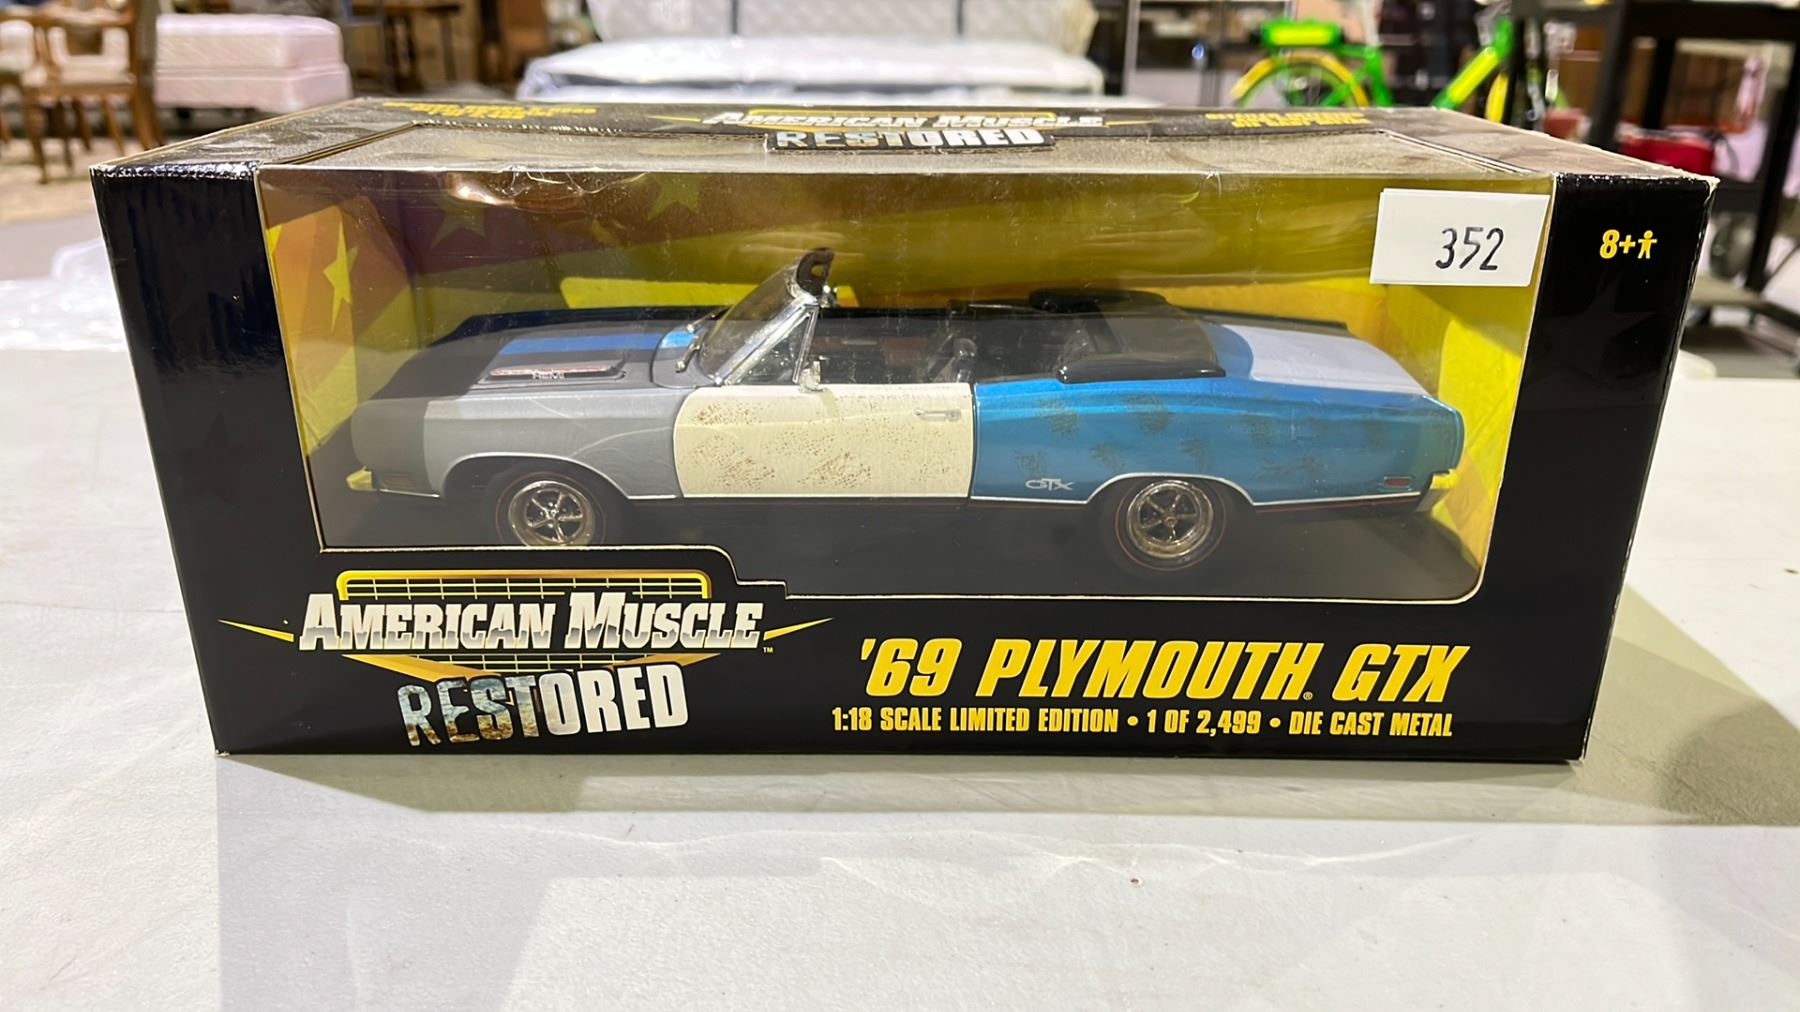 AMERICAN MUSCLE
RESTORED
352
8+
HEMI
GTX
AMERICAN MUSCLE™
RESTORED
'69 PLYMOUTH® GTX
1:18 SCALE LIMITED EDITION • 1 OF 2,499 • DIE CAST METAL